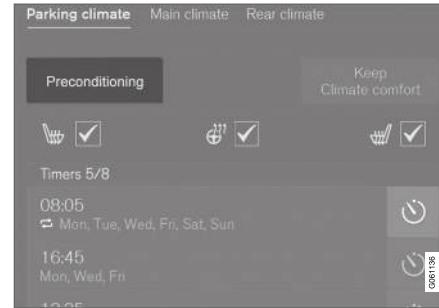 Parking climate Main climate Rear climate
Preconditioning
Keep
Climate comfort
Timers 5/8
08:05
Mon, Tue, Wed, Fri, Sat, Sun
16:45
Mon, Wed, Fri
G061136